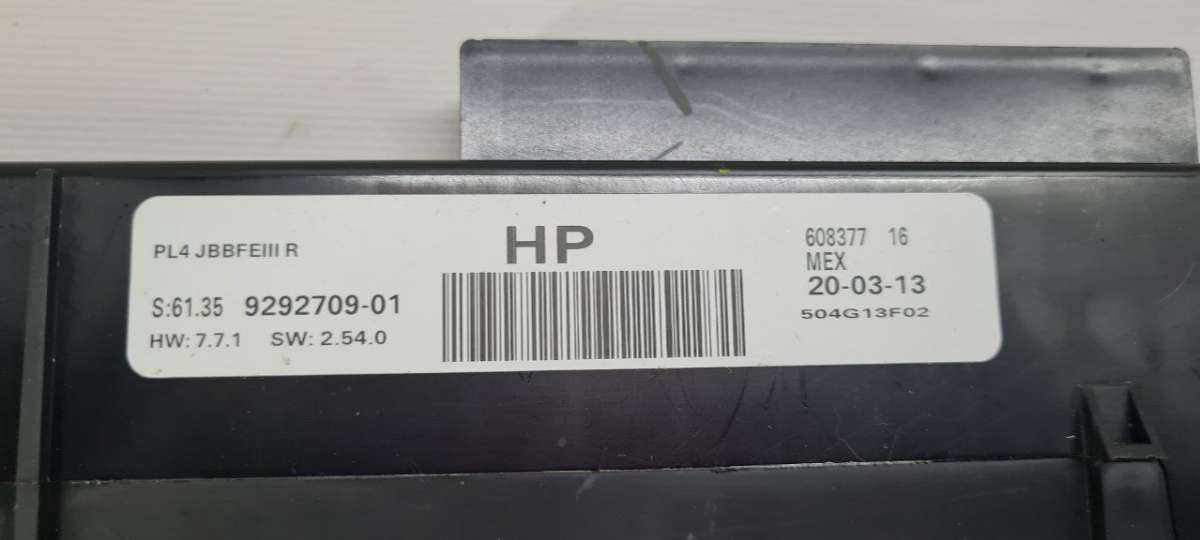 PL4 JBBFEIII R
S:61.35 9292709-01
HW: 7.7.1 SW: 2.54.0
HP
608377 16
MEX
20-03-13
504G13F02